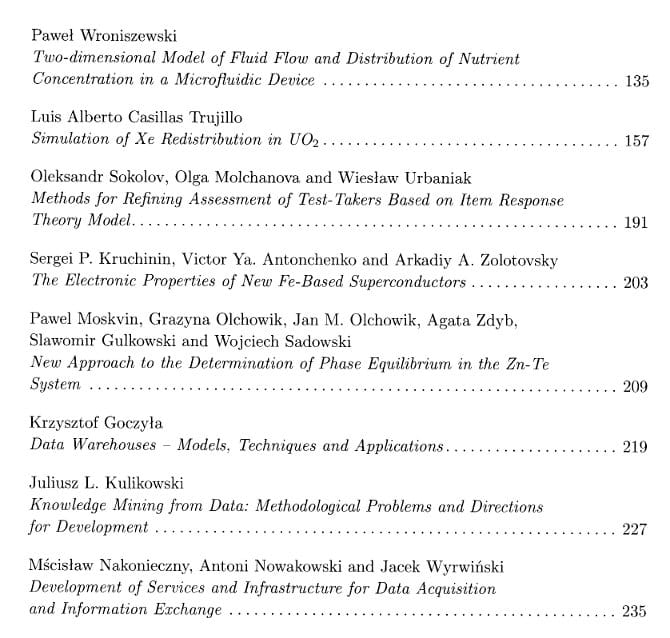 Paweł Wroniszewski
Two-dimensional Model of Fluid Flow and Distribution of Nutrient
Concentration in a Microfluidic Device .................................... 135
Luis Alberto Casillas Trujillo
Simulation of Xe Redistribution in UO₂.................................... 157
Oleksandr Sokolov, Olga Molchanova and Wiesław Urbaniak
Methods for Refining Assessment of Test-Takers Based on Item Response
Theory Model........................................................... 191
Sergei P. Kruchinin, Victor Ya. Antonchenko and Arkadiy A. Zolotovsky
The Electronic Properties of New Fe-Based Superconductors .................. 203
Pawel Moskvin, Grazyna Olchowik, Jan M. Olchowik, Agata Zdyb,
Slawomir Gulkowski and Wojciech Sadowski
New Approach to the Determination of Phase Equilibrium in the Zn-Te
System ................................................................ 209
Krzysztof Goczyła
Data Warehouses – Models, Techniques and Applications..................... 219
Juliusz L. Kulikowski
Knowledge Mining from Data: Methodological Problems and Directions
for Development ........................................................ 227
Mścisław Nakonieczny, Antoni Nowakowski and Jacek Wyrwiński
Development of Services and Infrastructure for Data Acquisition
and Information Exchange ............................................... 235